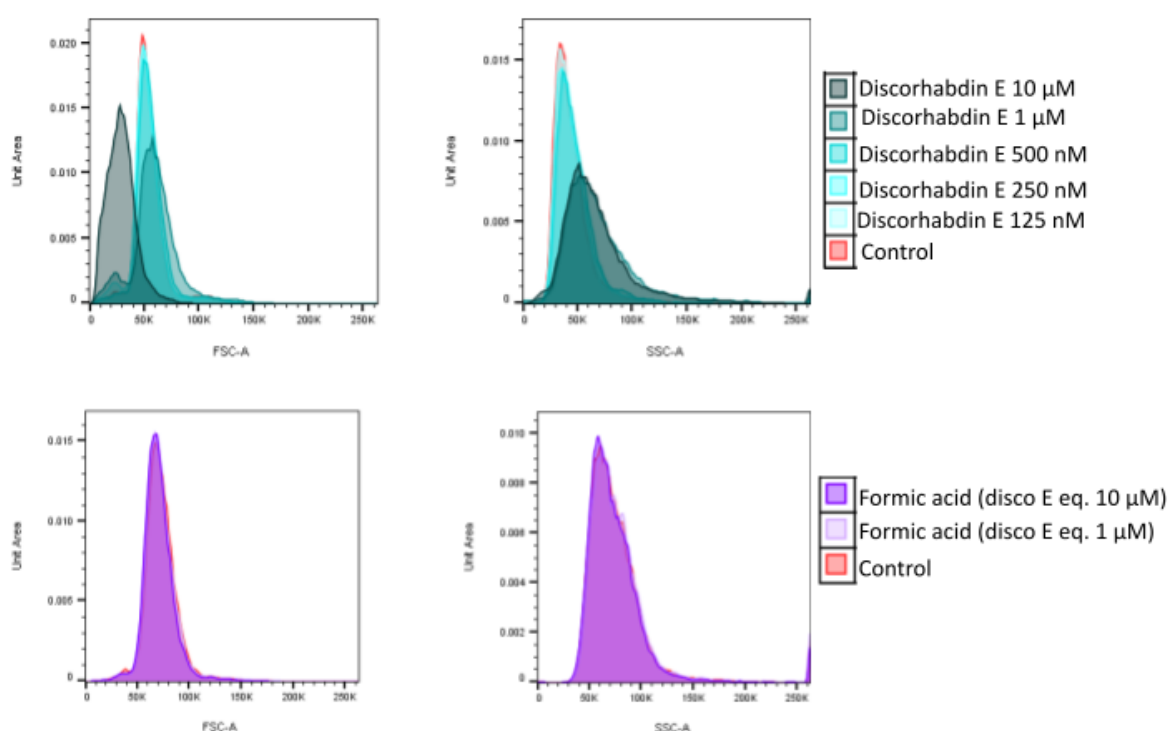 0.020
0.015
0.010
0.005
0
Unit Area
0 50K 100K 150K 200K 250K
FSC-A
0.015
0.010
0.005
0
Unit Area
0 50K 100K 150K 200K 250K
SSC-A
Discorhabdin E 10 µM
Discorhabdin E 1 µM
Discorhabdin E 500 nM
Discorhabdin E 250 nM
Discorhabdin E 125 nM
Control
0.015
0.010
0.005
0
Unit Area
0 50K 100K 150K 200K 250K
FSC-A
0.010
0.008
0.006
0.004
0.002
0
Unit Area
0 50K 100K 150K 200K 250K
SSC-A
Formic acid (disco E eq. 10 µM)
Formic acid (disco E eq. 1 µM)
Control